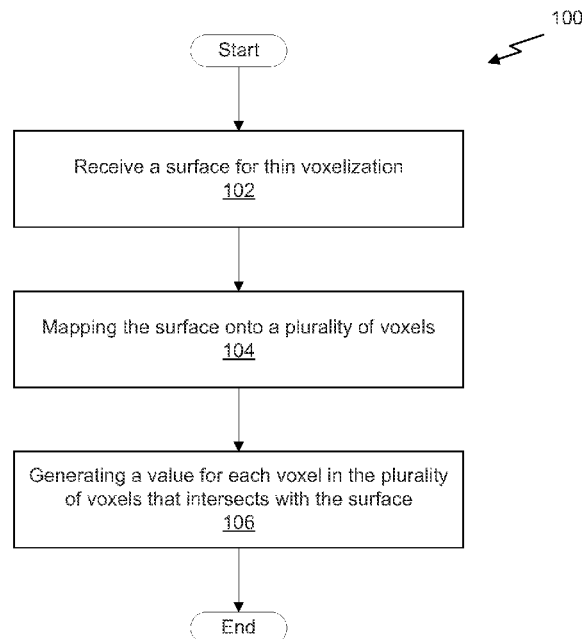 100
Start
Receive a surface for thin voxelization
102
Mapping the surface onto a plurality of voxels
104
Generating a value for each voxel in the plurality
of voxels that intersects with the surface
106
End